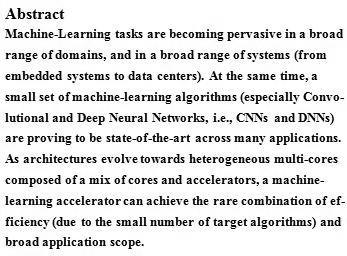 Abstract
Machine-Learning tasks are becoming pervasive in a broad
range of domains, and in a broad range of systems (from
embedded systems to data centers). At the same time, a
small set of machine-learning algorithms (especially Convo-
lutional and Deep Neural Networks, i.e., CNNs and DNNs)
are proving to be state-of-the-art across many applications.
As architectures evolve towards heterogeneous multi-cores
composed of a mix of cores and accelerators, a machine-
learning accelerator can achieve the rare combination of ef-
ficiency (due to the small number of target algorithms) and
broad application scope.